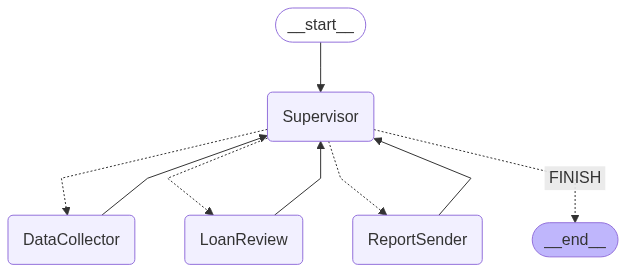 __start__
Supervisor
FINISH
DataCollector
LoanReview
ReportSender
__end__